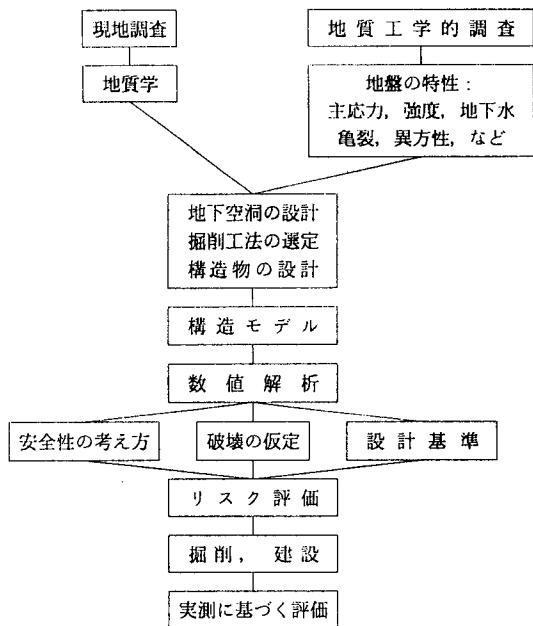 現地調査
地質工学的調査
地質学
地盤の特性：
主応力，強度，地下水
亀裂，異方性，など
地下空洞の設計
掘削工法の選定
構造物の設計
構造モデル
数値解析
安全性の考え方
破壊の仮定
設計基準
リスク評価
掘削，建設
実測に基づく評価